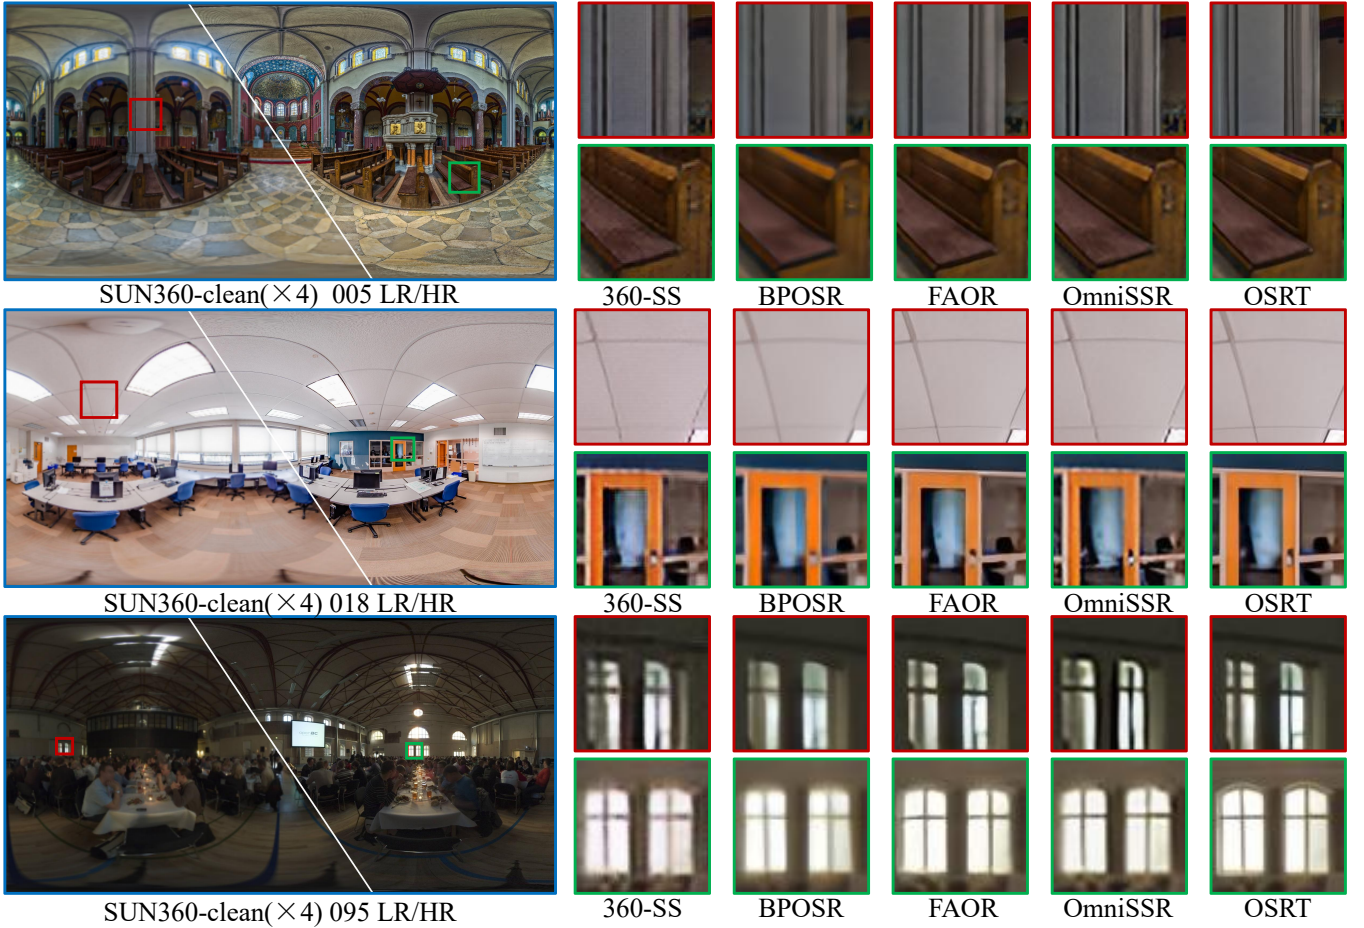 SUN360-clean(×4) 005 LR/HR
360-SS BPOSR FAOR OmniSSR OSRT
SUN360-clean(×4) 018 LR/HR
360-SS BPOSR FAOR OmniSSR OSRT
SUN360-clean(×4) 095 LR/HR
360-SS BPOSR FAOR OmniSSR OSRT